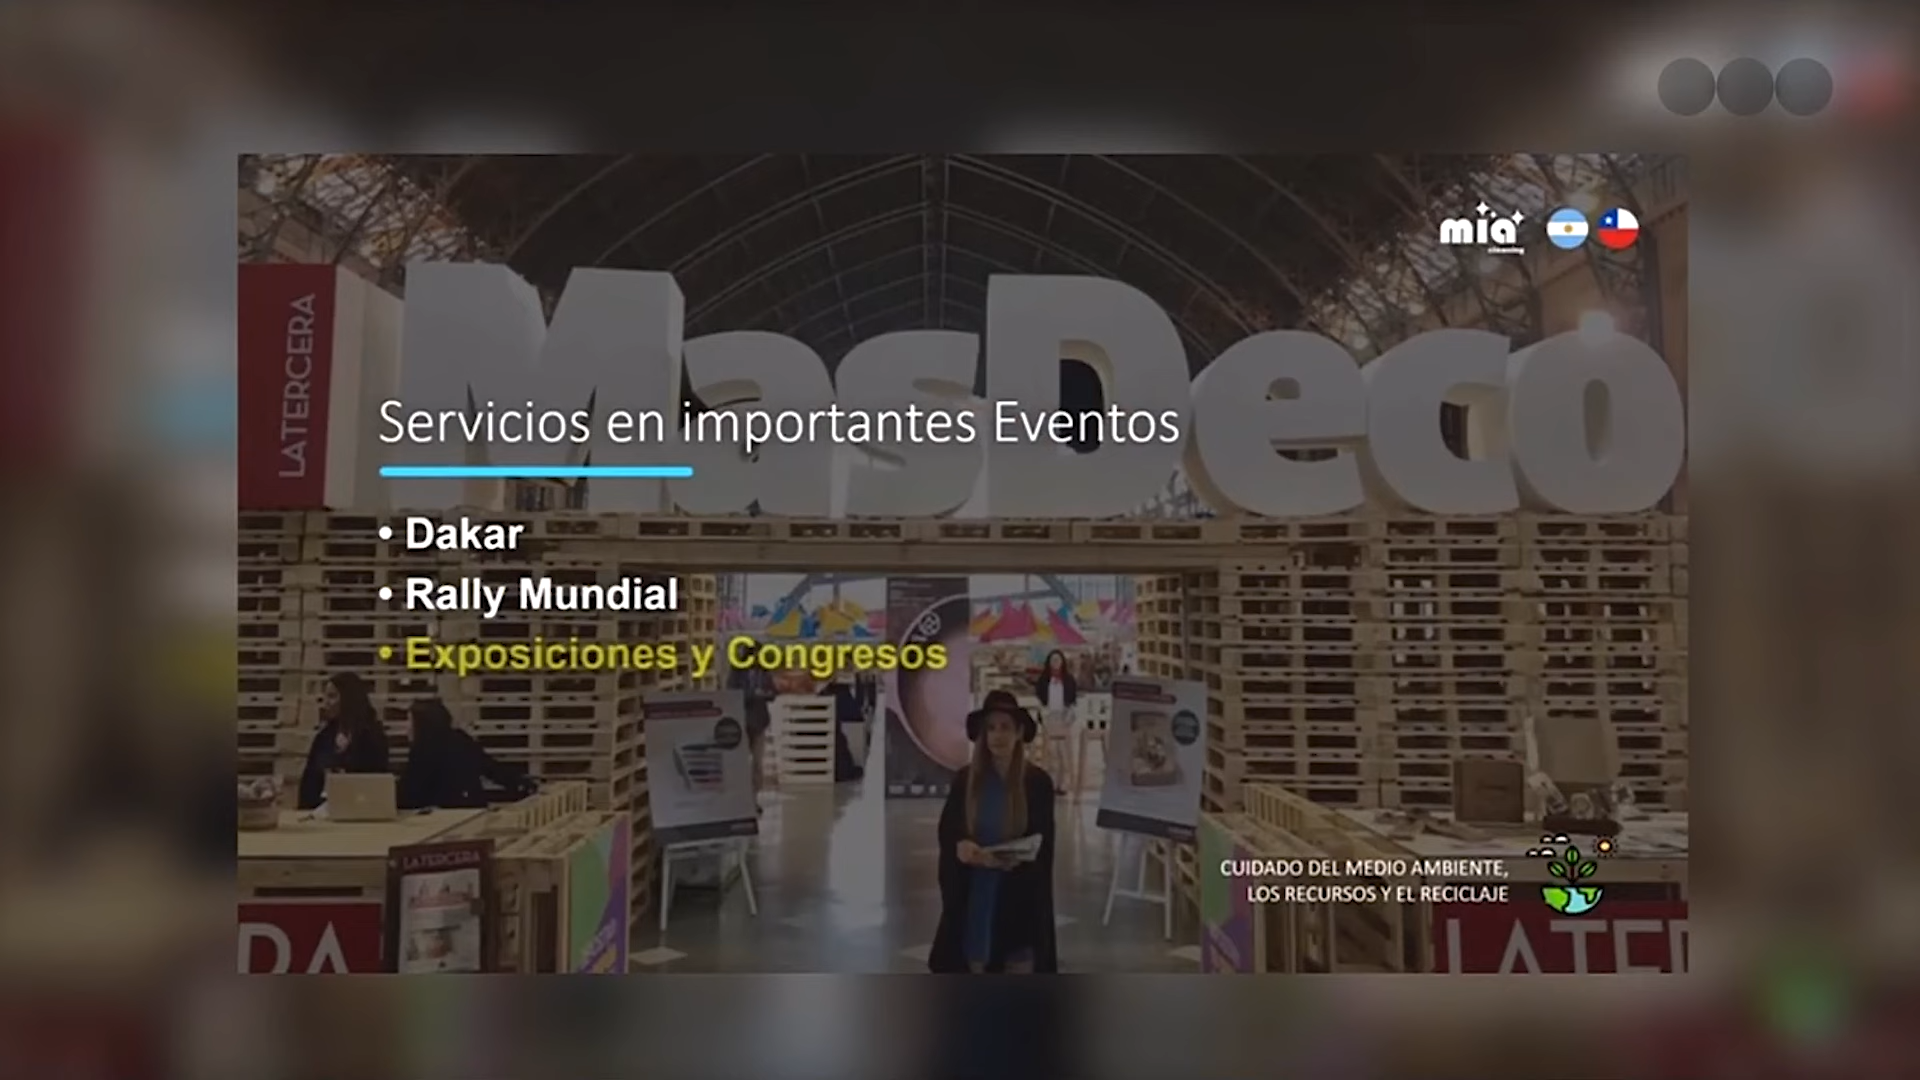 mia
cleaning
LATERCERA
MasDeco
Servicios en importantes Eventos
• Dakar
• Rally Mundial
• Exposiciones y Congresos
LATERCERA
CUIDADO DEL MEDIO AMBIENTE,
LOS RECURSOS Y EL RECICLAJE